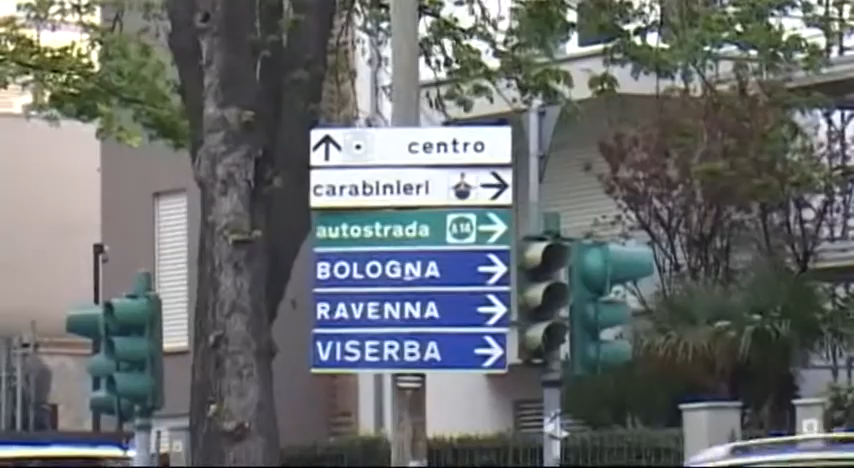 centro
carabinieri
autostrada A14
BOLOGNA
RAVENNA
VISERBA